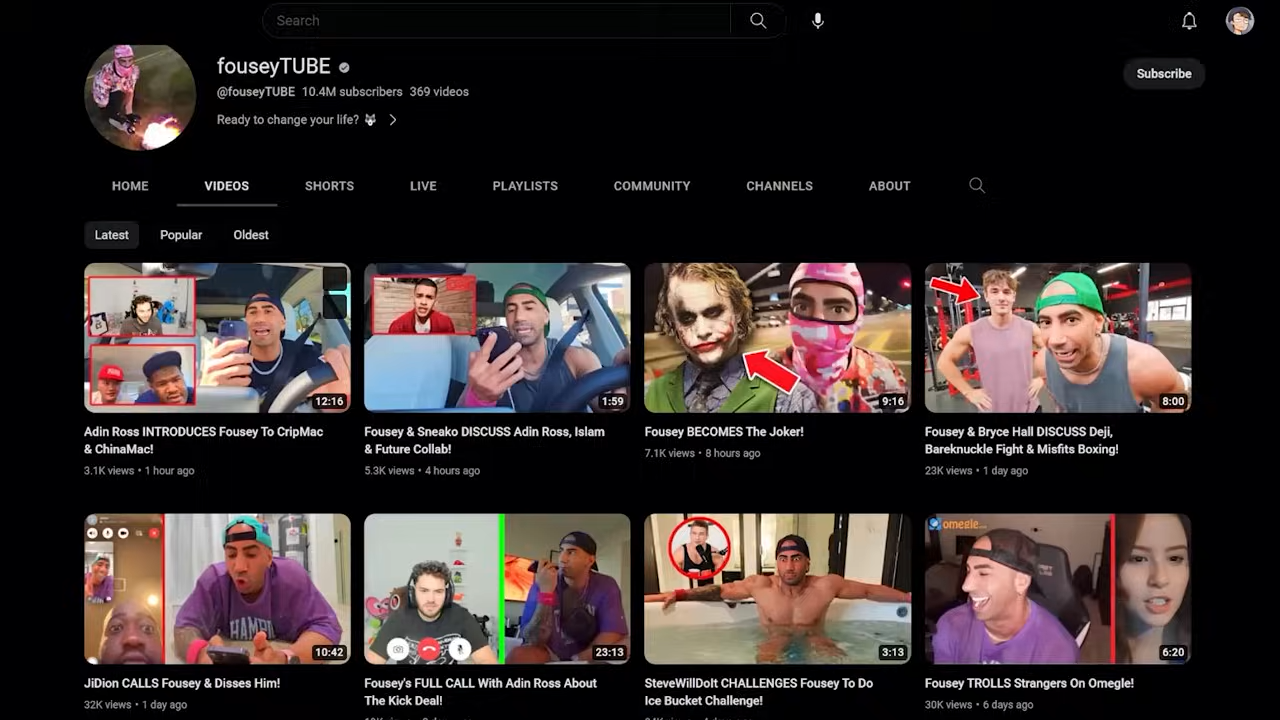 Search
fouseyTUBE
@fouseyTUBE 10.4M subscribers 369 videos
Ready to change your life?
Subscribe
HOME VIDEOS SHORTS LIVE PLAYLISTS COMMUNITY CHANNELS ABOUT
Latest Popular Oldest
12:16
1:59
9:16
8:00
Adin Ross INTRODUCES Fousey To CripMac
& ChinaMac!
3.1K views • 1 hour ago
Fousey & Sneako DISCUSS Adin Ross, Islam
& Future Collab!
5.3K views • 4 hours ago
Fousey BECOMES The Joker!
7.1K views • 8 hours ago
Fousey & Bryce Hall DISCUSS Deji,
Bareknuckle Fight & Misfits Boxing!
23K views • 1 day ago
omegle
10:42
23:13
3:13
6:20
JiDion CALLS Fousey & Disses Him!
32K views • 1 day ago
Fousey's FULL CALL With Adin Ross About
The Kick Deal!
SteveWillDoIt CHALLENGES Fousey To Do
Ice Bucket Challenge!
Fousey TROLLS Strangers On Omegle!
30K views • 6 days ago